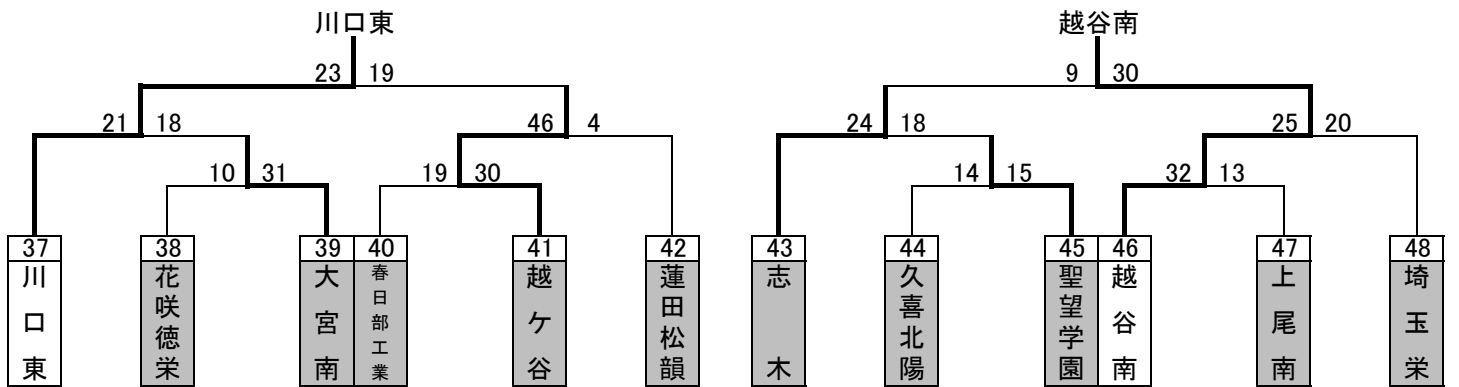 川口東 越谷南
23 19 9 30
21 18 46 4 24 18 25 20
10 31 19 30 14 15 32 13
37 38 39 40 41 42 43 44 45 46 47 48
川口東
花咲徳栄
大宮南
春日部工業
越ケ谷
蓮田松韻
志木
久喜北陽
聖望学園
越谷南
上尾南
埼玉栄